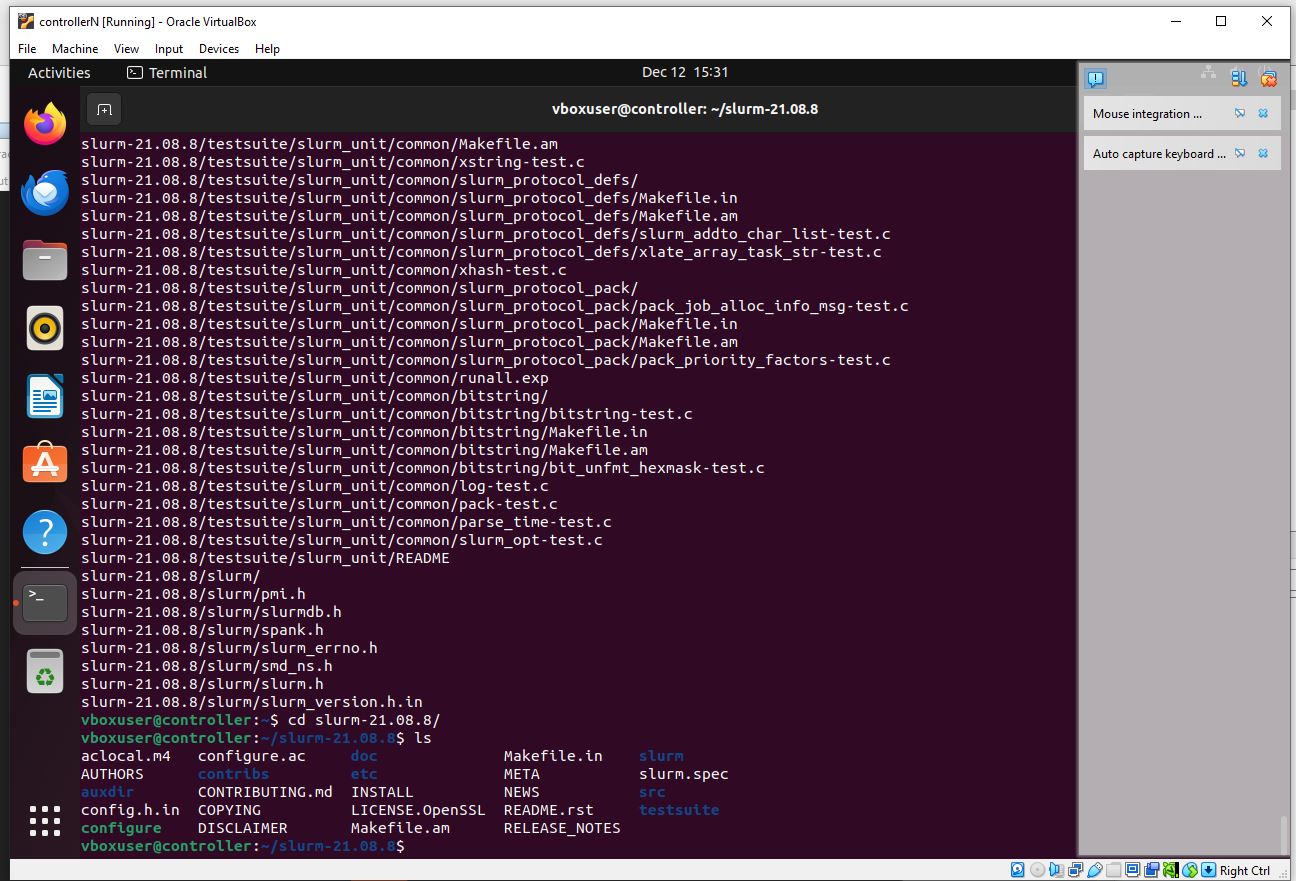 controllerN [Running] - Oracle VirtualBox
File Machine View Input Devices Help
Activities Terminal Dec 12 15:31
vboxuser@controller: ~/slurm-21.08.8
Mouse integration ...
Auto capture keyboard ...
slurm-21.08.8/testsuite/slurm_unit/common/Makefile.am
slurm-21.08.8/testsuite/slurm_unit/common/xstring-test.c
slurm-21.08.8/testsuite/slurm_unit/common/slurm_protocol_defs/
slurm-21.08.8/testsuite/slurm_unit/common/slurm_protocol_defs/Makefile.in
slurm-21.08.8/testsuite/slurm_unit/common/slurm_protocol_defs/Makefile.am
slurm-21.08.8/testsuite/slurm_unit/common/slurm_protocol_defs/slurm_addto_char_list-test.c
slurm-21.08.8/testsuite/slurm_unit/common/slurm_protocol_defs/xlate_array_task_str-test.c
slurm-21.08.8/testsuite/slurm_unit/common/xhash-test.c
slurm-21.08.8/testsuite/slurm_unit/common/slurm_protocol_pack/
slurm-21.08.8/testsuite/slurm_unit/common/slurm_protocol_pack/pack_job_alloc_info_msg-test.c
slurm-21.08.8/testsuite/slurm_unit/common/slurm_protocol_pack/Makefile.in
slurm-21.08.8/testsuite/slurm_unit/common/slurm_protocol_pack/Makefile.am
slurm-21.08.8/testsuite/slurm_unit/common/slurm_protocol_pack/pack_priority_factors-test.c
slurm-21.08.8/testsuite/slurm_unit/common/runall.exp
slurm-21.08.8/testsuite/slurm_unit/common/bitstring/
slurm-21.08.8/testsuite/slurm_unit/common/bitstring/bitstring-test.c
slurm-21.08.8/testsuite/slurm_unit/common/bitstring/Makefile.in
slurm-21.08.8/testsuite/slurm_unit/common/bitstring/Makefile.am
slurm-21.08.8/testsuite/slurm_unit/common/bitstring/bit_unfmt_hexmask-test.c
slurm-21.08.8/testsuite/slurm_unit/common/log-test.c
slurm-21.08.8/testsuite/slurm_unit/common/pack-test.c
slurm-21.08.8/testsuite/slurm_unit/common/parse_time-test.c
slurm-21.08.8/testsuite/slurm_unit/common/slurm_opt-test.c
slurm-21.08.8/testsuite/slurm_unit/README
slurm-21.08.8/slurm/
slurm-21.08.8/slurm/pmi.h
slurm-21.08.8/slurm/slurmdb.h
slurm-21.08.8/slurm/spank.h
slurm-21.08.8/slurm/slurm_errno.h
slurm-21.08.8/slurm/smd_ns.h
slurm-21.08.8/slurm/slurm.h
slurm-21.08.8/slurm/slurm_version.h.in
vboxuser@controller:~$ cd slurm-21.08.8/
vboxuser@controller:~/slurm-21.08.8$ ls
aclocal.m4 configure.ac doc Makefile.in slurm
AUTHORS contribs etc META slurm.spec
auxdir CONTRIBUTING.md INSTALL NEWS src
config.h.in COPYING LICENSE.OpenSSL README.rst testsuite
configure DISCLAIMER Makefile.am RELEASE_NOTES
vboxuser@controller:~/slurm-21.08.8$
Right Ctrl